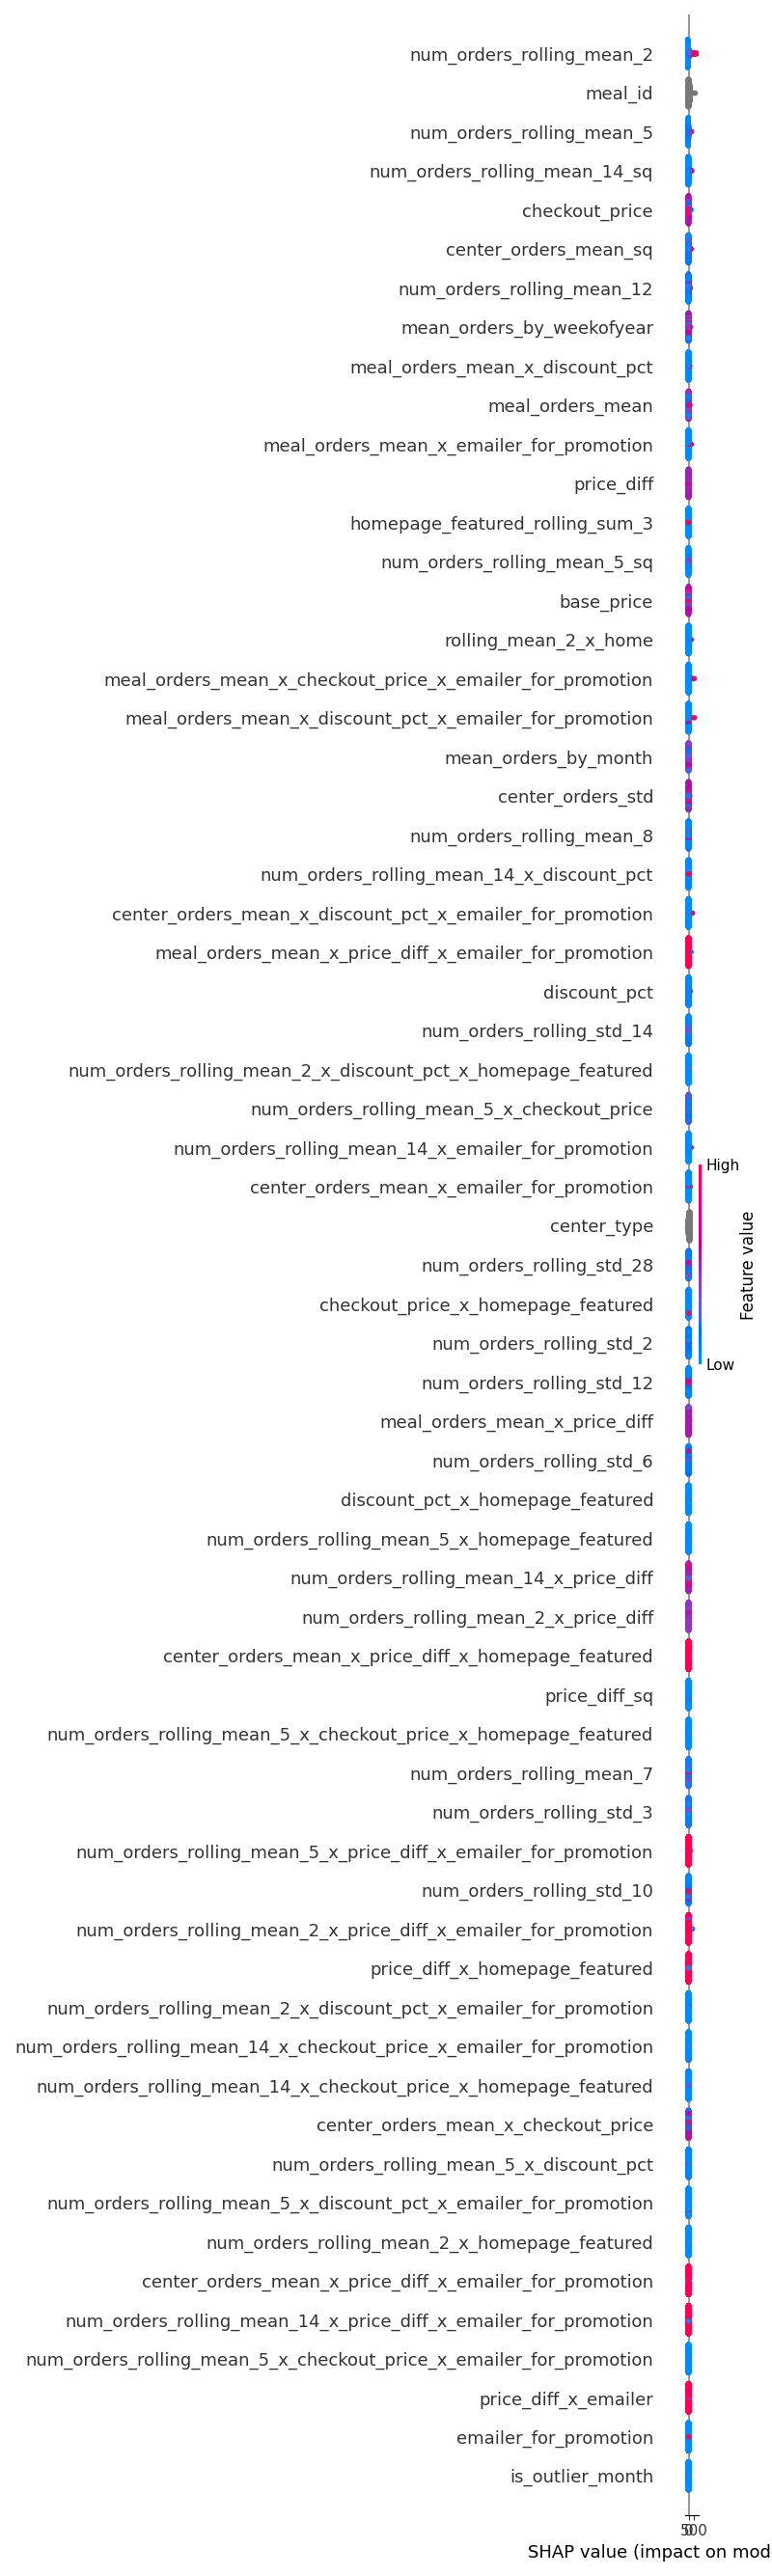 num_orders_rolling_mean_2
meal_id
num_orders_rolling_mean_5
num_orders_rolling_mean_14_sq
checkout_price
center_orders_mean_sq
num_orders_rolling_mean_12
mean_orders_by_weekofyear
meal_orders_mean_x_discount_pct
meal_orders_mean
meal_orders_mean_x_emailer_for_promotion
price_diff
homepage_featured_rolling_sum_3
num_orders_rolling_mean_5_sq
base_price
rolling_mean_2_x_home
meal_orders_mean_x_checkout_price_x_emailer_for_promotion
meal_orders_mean_x_discount_pct_x_emailer_for_promotion
mean_orders_by_month
center_orders_std
num_orders_rolling_mean_8
num_orders_rolling_mean_14_x_discount_pct
center_orders_mean_x_discount_pct_x_emailer_for_promotion
meal_orders_mean_x_price_diff_x_emailer_for_promotion
discount_pct
num_orders_rolling_std_14
num_orders_rolling_mean_2_x_discount_pct_x_homepage_featured
num_orders_rolling_mean_5_x_checkout_price
num_orders_rolling_mean_14_x_emailer_for_promotion
High
center_orders_mean_x_emailer_for_promotion
center_type
Feature value
num_orders_rolling_std_28
checkout_price_x_homepage_featured
num_orders_rolling_std_2
Low
num_orders_rolling_std_12
meal_orders_mean_x_price_diff
num_orders_rolling_std_6
discount_pct_x_homepage_featured
num_orders_rolling_mean_5_x_homepage_featured
num_orders_rolling_mean_14_x_price_diff
num_orders_rolling_mean_2_x_price_diff
center_orders_mean_x_price_diff_x_homepage_featured
price_diff_sq
num_orders_rolling_mean_5_x_checkout_price_x_homepage_featured
num_orders_rolling_mean_7
num_orders_rolling_std_3
num_orders_rolling_mean_5_x_price_diff_x_emailer_for_promotion
num_orders_rolling_std_10
num_orders_rolling_mean_2_x_price_diff_x_emailer_for_promotion
price_diff_x_homepage_featured
num_orders_rolling_mean_2_x_discount_pct_x_emailer_for_promotion
num_orders_rolling_mean_14_x_checkout_price_x_emailer_for_promotion
num_orders_rolling_mean_14_x_checkout_price_x_homepage_featured
center_orders_mean_x_checkout_price
num_orders_rolling_mean_5_x_discount_pct
num_orders_rolling_mean_5_x_discount_pct_x_emailer_for_promotion
num_orders_rolling_mean_2_x_homepage_featured
center_orders_mean_x_price_diff_x_emailer_for_promotion
num_orders_rolling_mean_14_x_price_diff_x_emailer_for_promotion
num_orders_rolling_mean_5_x_checkout_price_x_emailer_for_promotion
price_diff_x_emailer
emailer_for_promotion
is_outlier_month
SHAP value (impact on mod